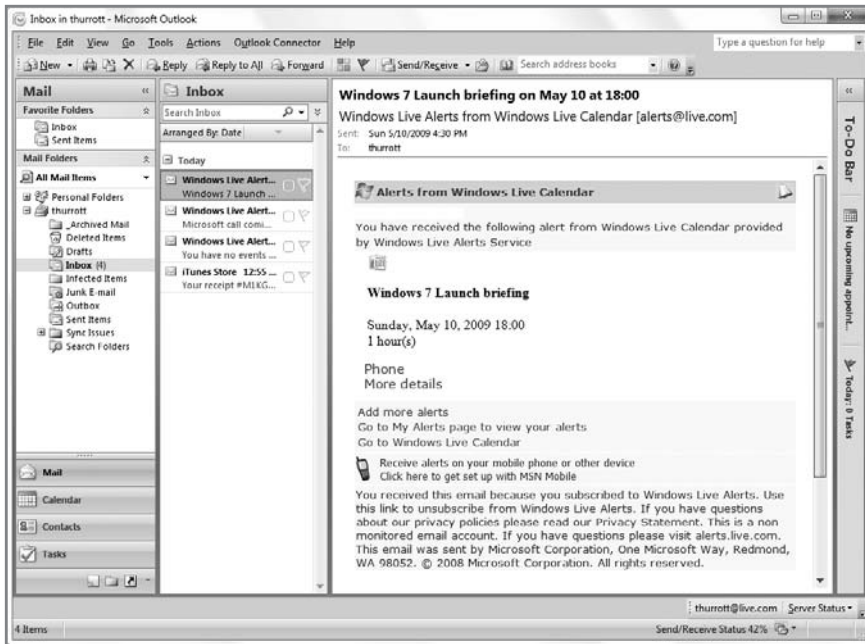 Inbox in thurrott - Microsoft Outlook
File Edit View Go Tools Actions Outlook Connector Help
Type a question for help
New Reply Reply to All Forward Send/Receive Search address books
Mail
Favorite Folders
Inbox
Sent Items
Mail Folders
All Mail Items
Personal Folders
thurrott
_Archived Mail
Deleted Items
Drafts
Inbox (4)
Infected Items
Junk E-mail
Outbox
Sent Items
Sync Issues
Search Folders
Mail
Calendar
Contacts
Tasks
Inbox
Search Inbox
Arranged By: Date
Today
Windows Live Alert...
Windows 7 Launch ...
Windows Live Alert...
Microsoft call comi...
Windows Live Alert...
You have no events ...
iTunes Store 12:55 ...
Your receipt #M1KG...
Windows 7 Launch briefing on May 10 at 18:00
Windows Live Alerts from Windows Live Calendar [alerts@live.com]
Sent: Sun 5/10/2009 4:30 PM
To: thurrott
Alerts from Windows Live Calendar
You have received the following alert from Windows Live Calendar provided
by Windows Live Alerts Service
Windows 7 Launch briefing
Sunday, May 10, 2009 18:00
1 hour(s)
Phone
More details
Add more alerts
Go to My Alerts page to view your alerts
Go to Windows Live Calendar
Receive alerts on your mobile phone or other device
Click here to get set up with MSN Mobile
You received this email because you subscribed to Windows Live Alerts. Use
this link to unsubscribe from Windows Live Alerts. If you have questions
about our privacy policies please read our Privacy Statement. This is a non
monitored email account. If you have questions please visit alerts.live.com.
This email was sent by Microsoft Corporation, One Microsoft Way, Redmond,
WA 98052. © 2008 Microsoft Corporation. All rights reserved.
To-Do Bar
No upcoming appoint...
Today: 0 Tasks
thurrott@live.com Server Status
4 Items
Send/Receive Status 42%